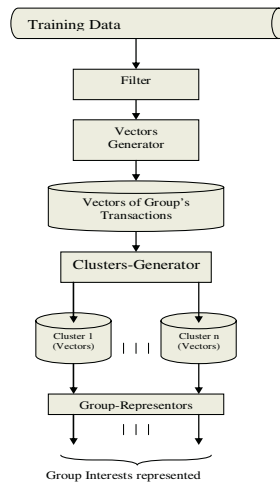 Training Data
Filter
Vectors
Generator
Vectors of Group's
Transactions
Clusters-Generator
Cluster 1
(Vectors)
Cluster n
(Vectors)
Group-Representors
Group Interests represented